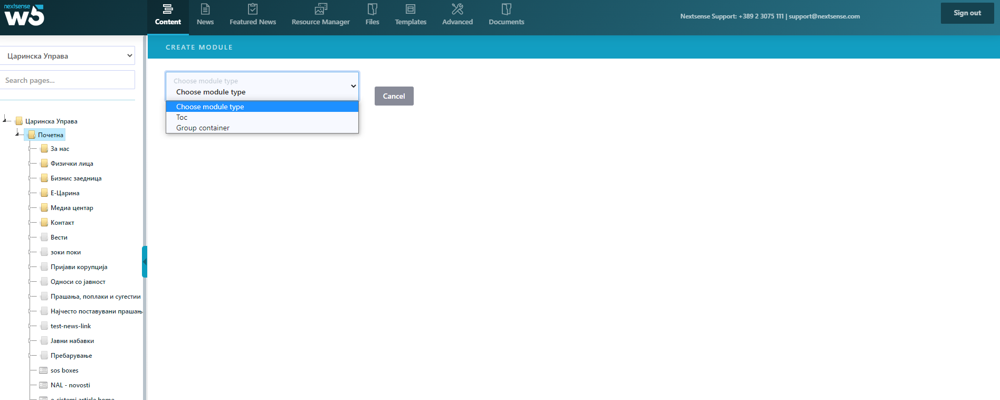 nextsense
w5
Content
News
Featured News
Resource Manager
Files
Templates
Advanced
Documents
Nextsense Support: +389 2 3075 111 | support@nextsense.com
Sign out
CREATE MODULE
Царинска Управа
Search pages...
Choose module type
Choose module type
Cancel
Choose module type
Toc
Group container
Царинска Управа
Почетна
За нас
Физички лица
Бизнис заедница
Е-Царина
Медиа центар
Контакт
Вести
зоки поки
Пријави корупција
Односи со јавност
Прашања, поплаки и сугестии
Најчесто поставувани прашања
test-news-link
Јавни набавки
Пребарување
sos boxes
NAL - novosti
e-sistemi article home